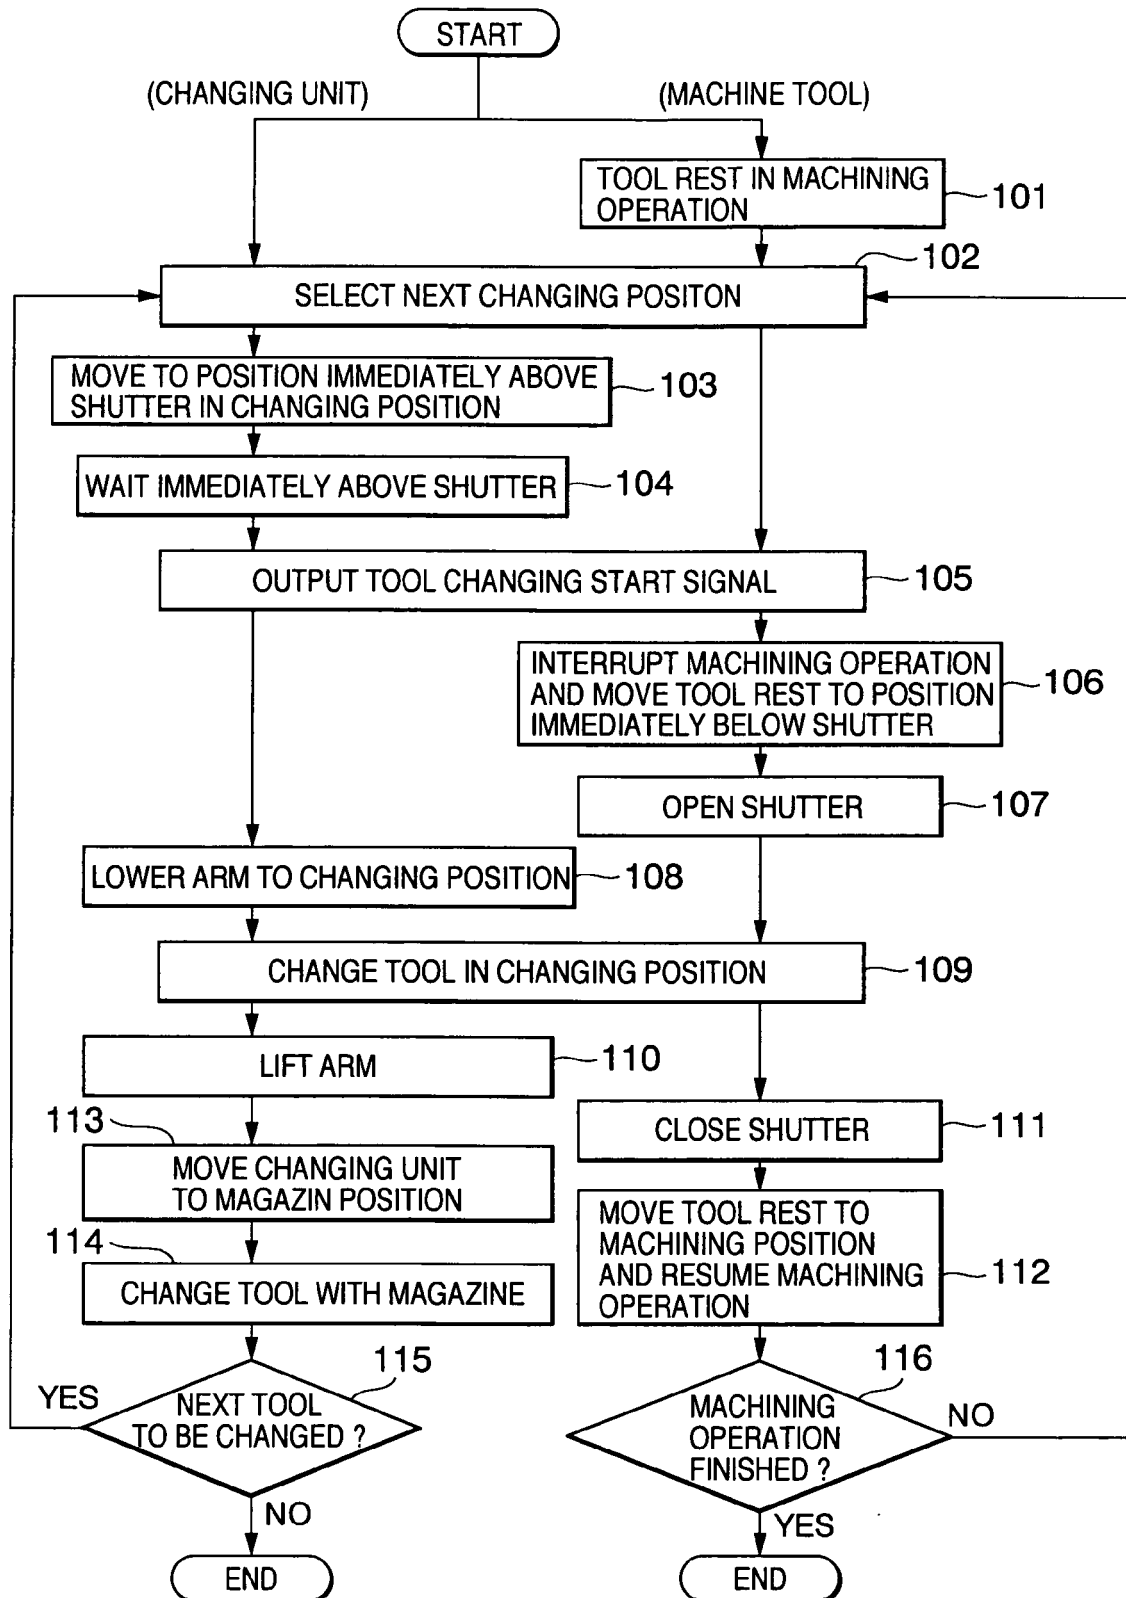 START
(CHANGING UNIT)
(MACHINE TOOL)
TOOL REST IN MACHINING
OPERATION
101
102
SELECT NEXT CHANGING POSITON
MOVE TO POSITION IMMEDIATELY ABOVE
SHUTTER IN CHANGING POSITION
103
WAIT IMMEDIATELY ABOVE SHUTTER
104
OUTPUT TOOL CHANGING START SIGNAL
105
INTERRUPT MACHINING OPERATION
AND MOVE TOOL REST TO POSITION
IMMEDIATELY BELOW SHUTTER
106
OPEN SHUTTER
107
LOWER ARM TO CHANGING POSITION
108
CHANGE TOOL IN CHANGING POSITION
109
LIFT ARM
110
CLOSE SHUTTER
111
113
MOVE CHANGING UNIT
TO MAGAZIN POSITION
MOVE TOOL REST TO
MACHINING POSITION
AND RESUME MACHINING
OPERATION
112
114
CHANGE TOOL WITH MAGAZINE
115
NEXT TOOL
TO BE CHANGED ?
YES
NO
END
116
MACHINING
OPERATION
FINISHED ?
NO
YES
END